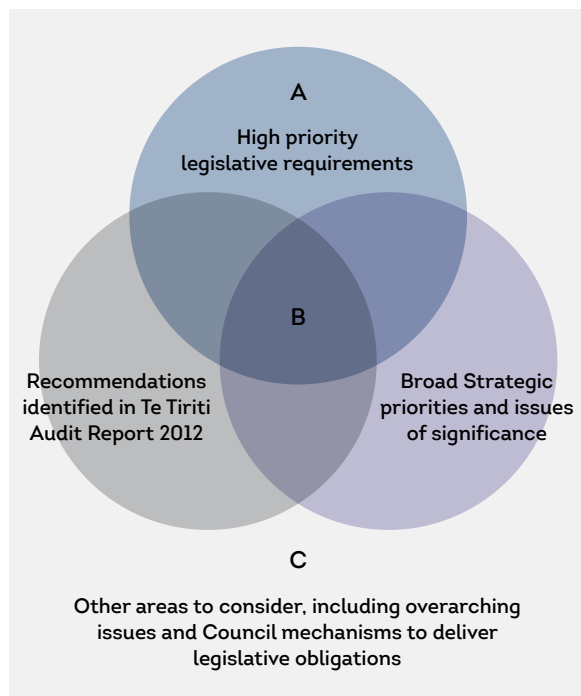 A
High priority
legislative requirements
B
Recommendations
identified in Te Tiriti
Audit Report 2012
Broad Strategic
priorities and issues
of significance
C
Other areas to consider, including overarching
issues and Council mechanisms to deliver
legislative obligations